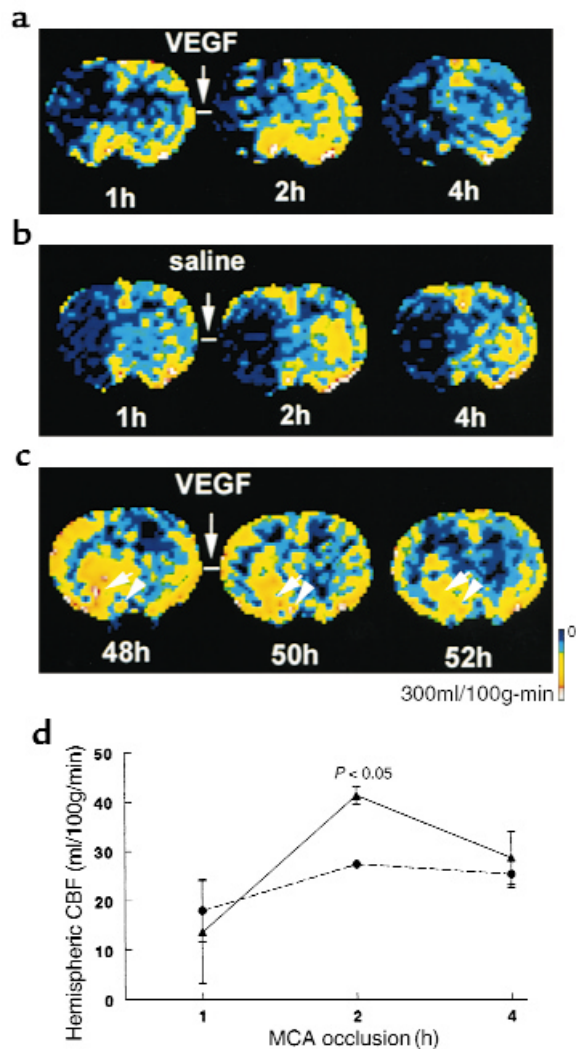 a
VEGF
1h 2h 4h
b
saline
1h 2h 4h
c
VEGF
48h 50h 52h
0
300ml/100g-min
d
Hemispheric CBF (ml/100g/min)
50
P < 0.05
40
30
20
10
0
1 2 4
MCA occlusion (h)